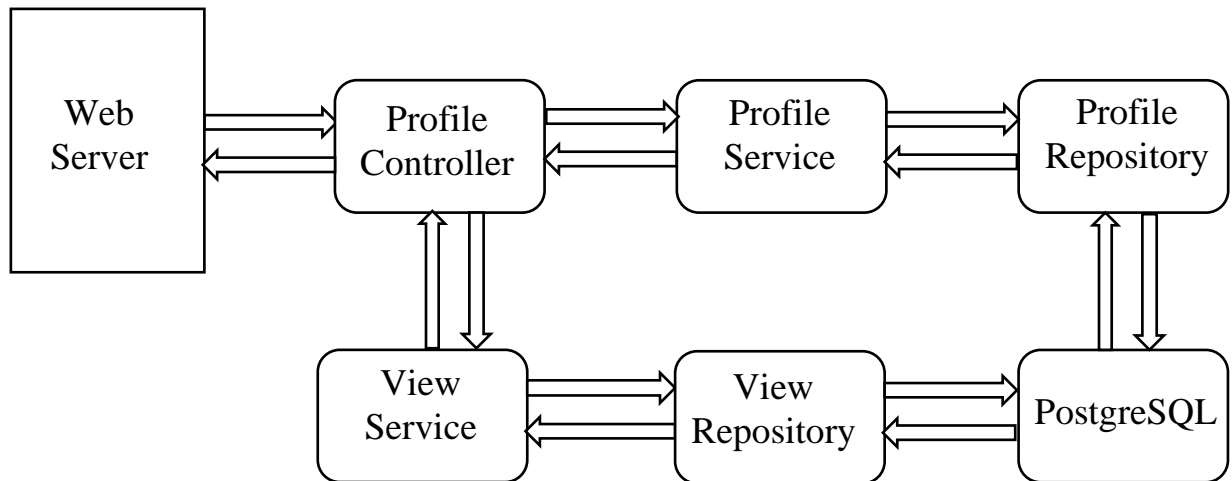 Web
Server
Profile
Controller
Profile
Service
Profile
Repository
View
Service
View
Repository
PostgreSQL